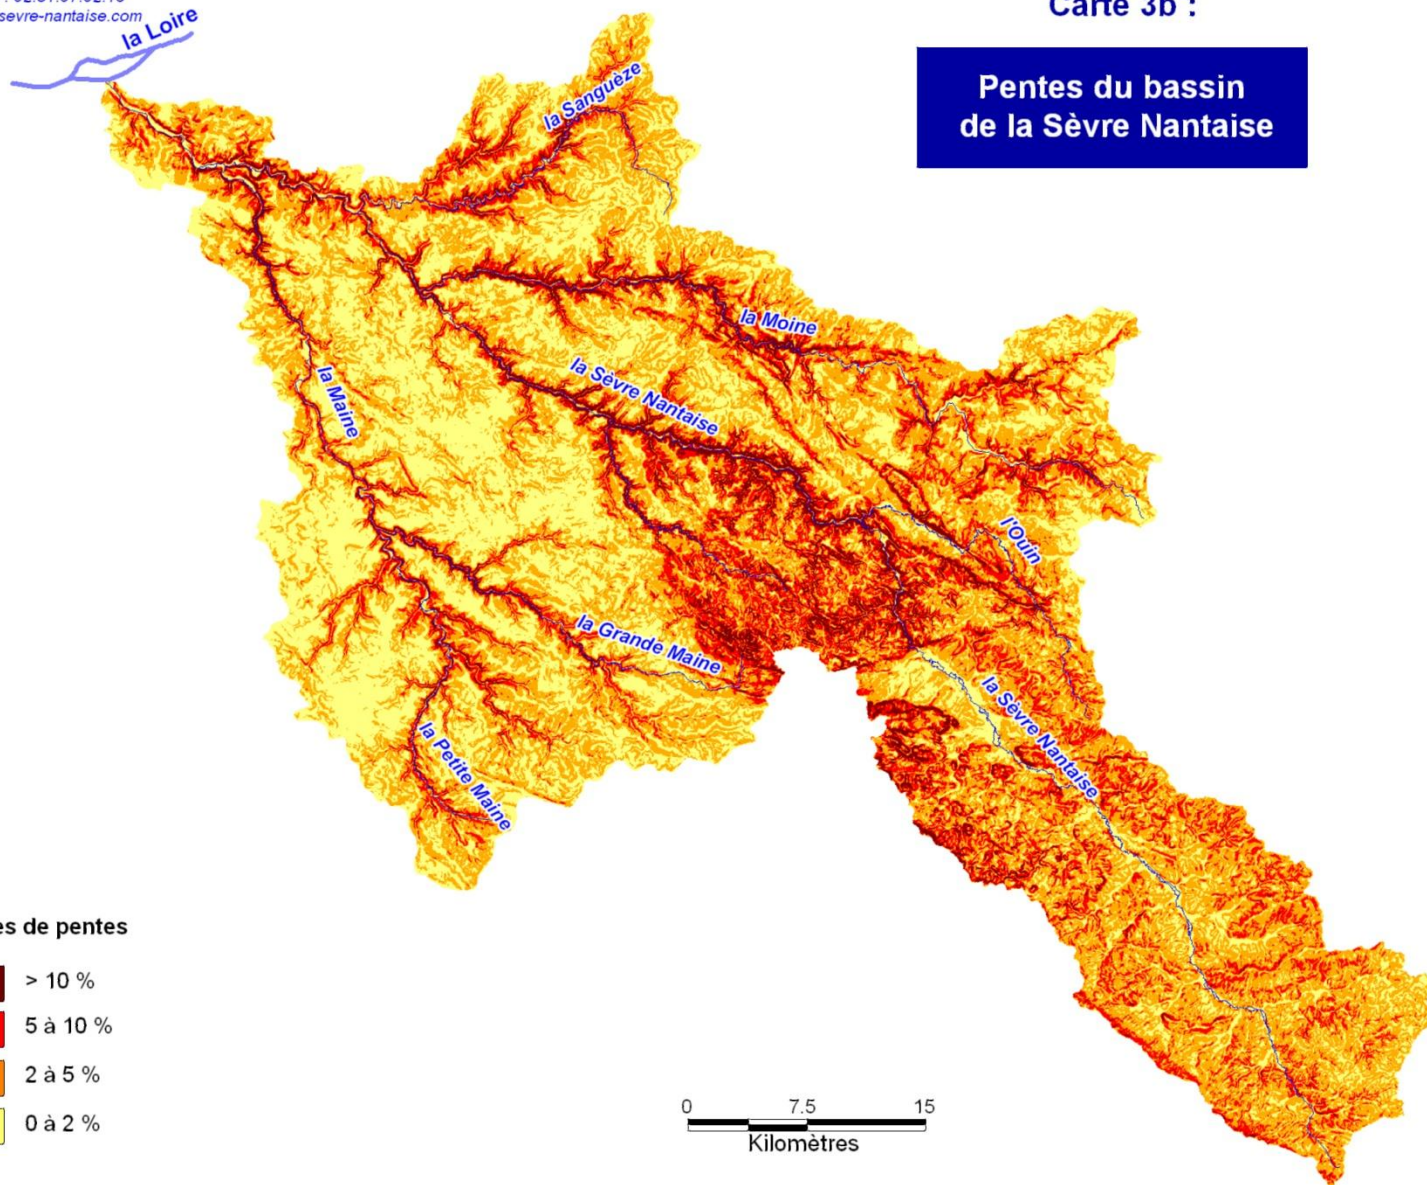 sevre-nantaise.com
la Loire
Carte 3b :
Pentes du bassin
de la Sèvre Nantaise
la Sanguèze
la Moine
la Sèvre Nantaise
la Maine
l'Ouin
la Grande Maine
la Sèvre Nantaise
la Petite Maine
de pentes
> 10 %
5 à 10 %
2 à 5 %
0 à 2 %
0 7.5 15
Kilomètres